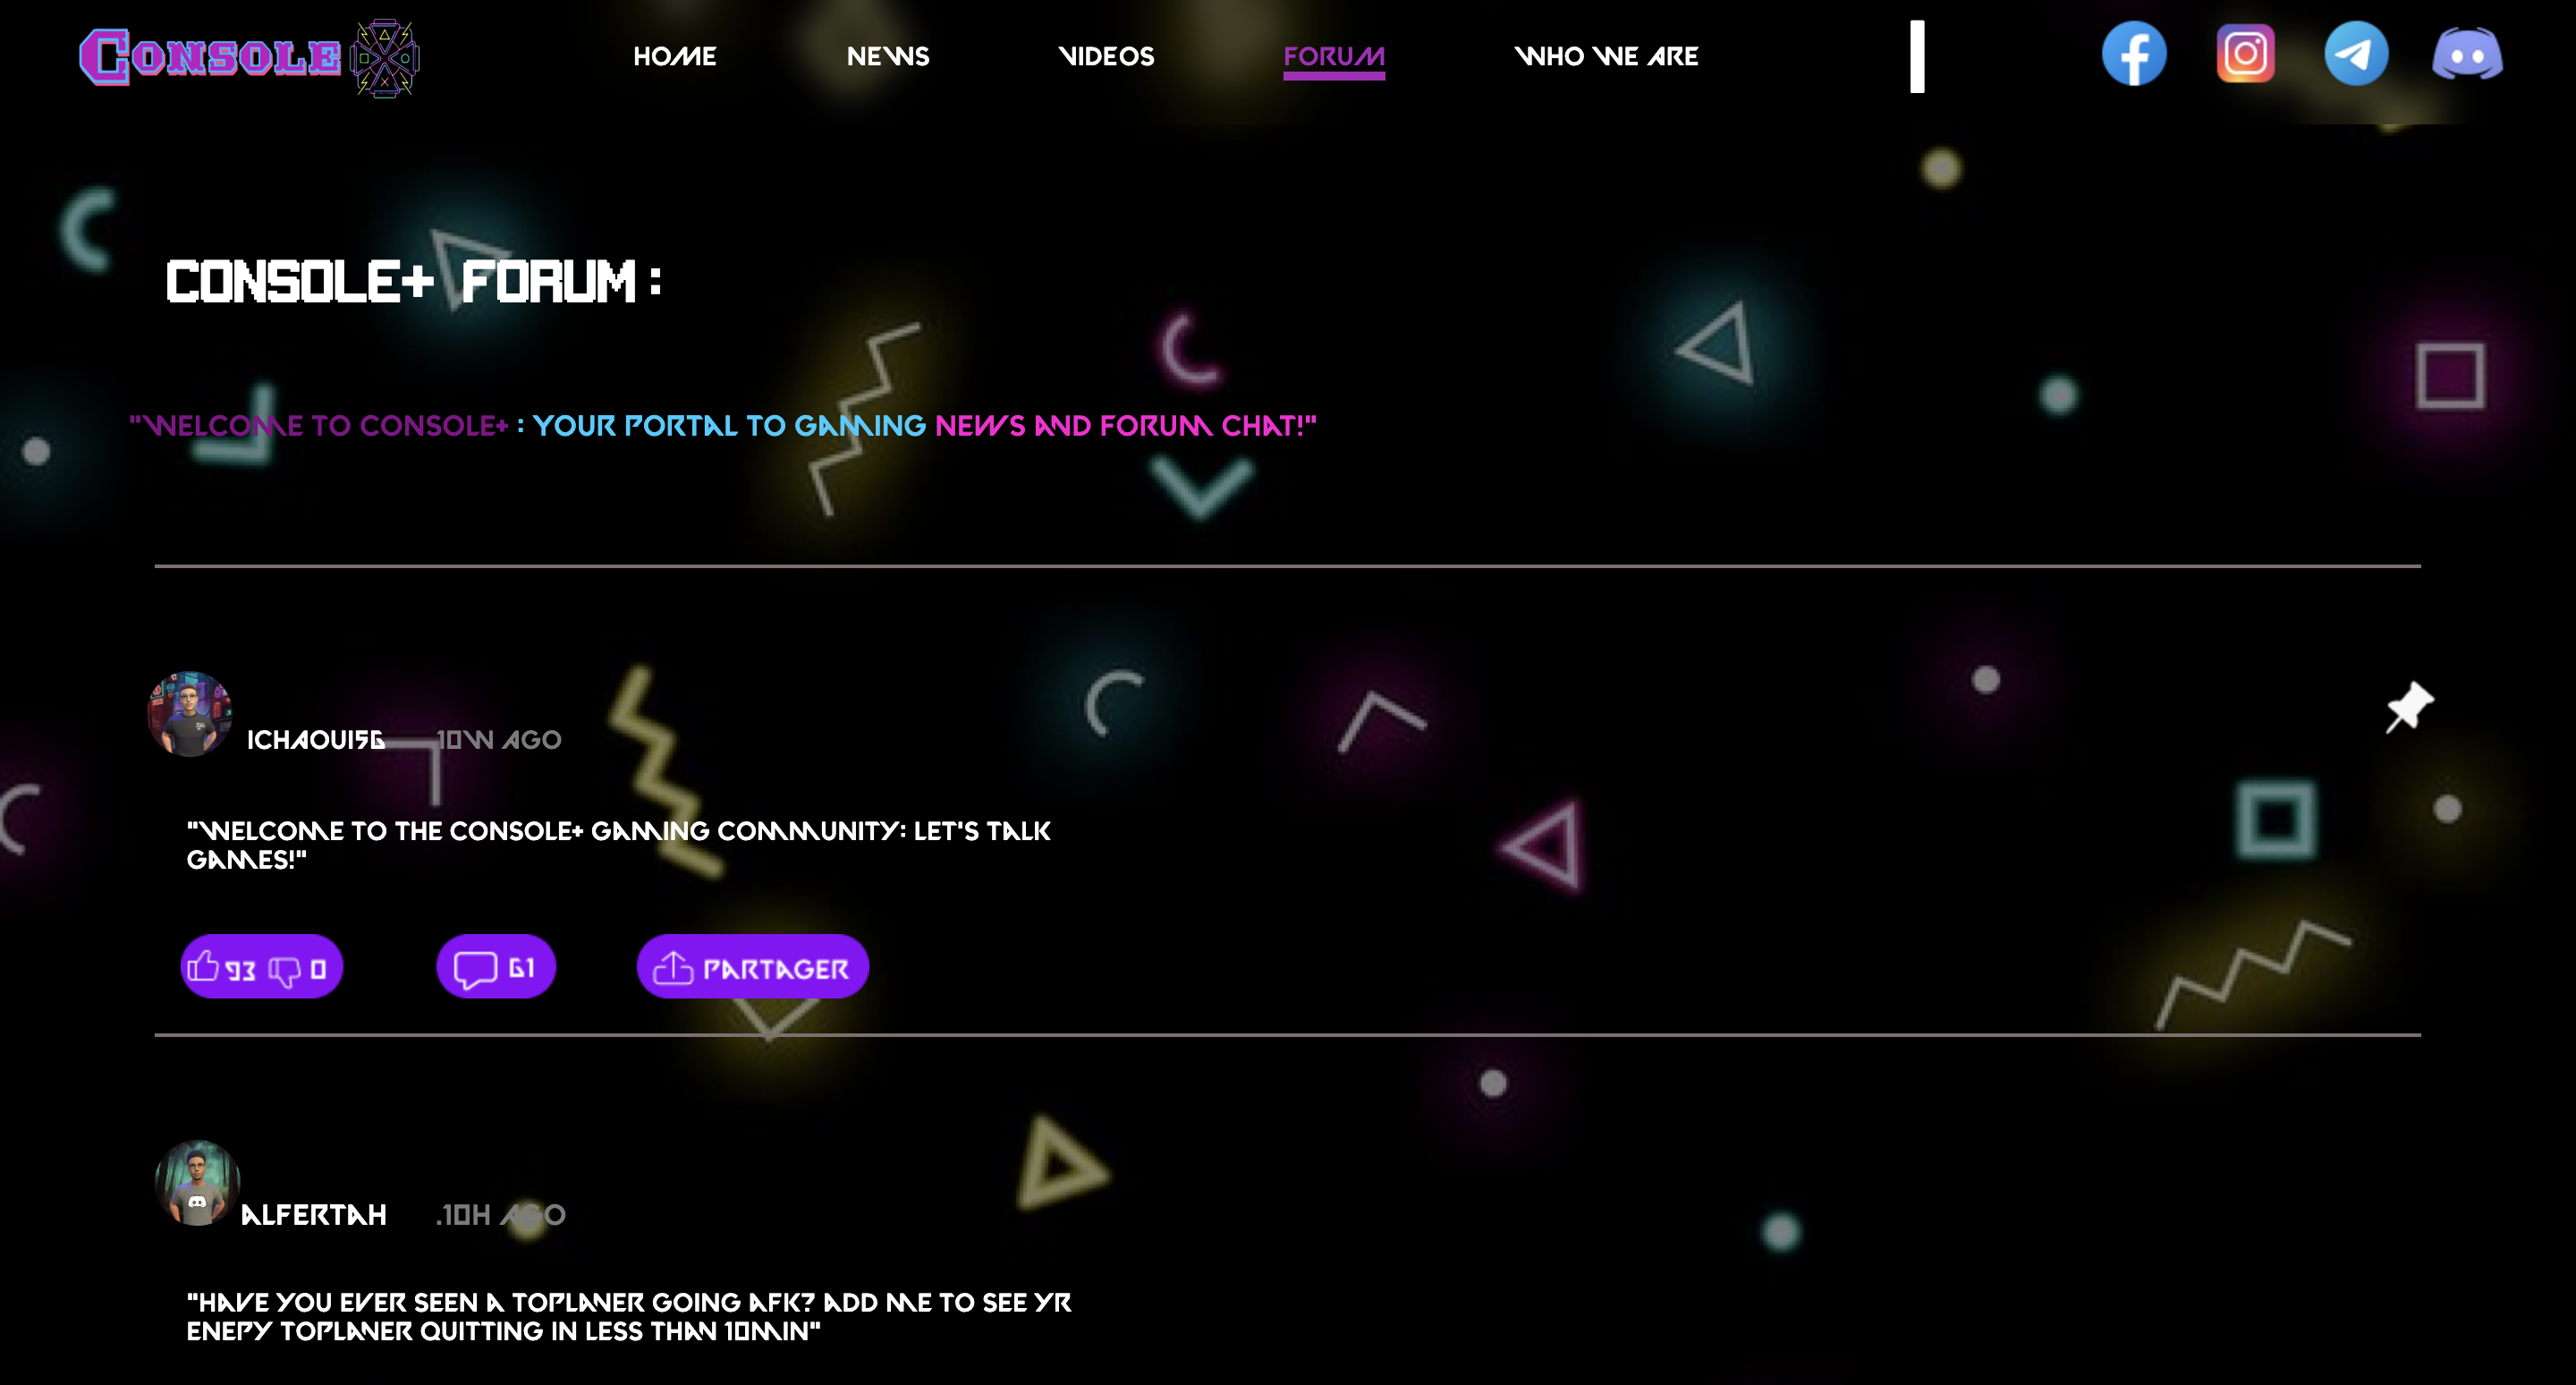 CONSOLE
HOME NEWS VIDEOS FORUM WHO WE ARE
CONSOLE+ FORUM :
"WELCOME TO CONSOLE+ : YOUR PORTAL TO GAMING NEWS AND FORUM CHAT!"
ICHAOUI56 10W AGO
"WELCOME TO THE CONSOLE+ GAMING COMMUNITY: LET'S TALK
GAMES!"
93 0 61 PARTAGER
ALFERTAH .10H AGO
"HAVE YOU EVER SEEN A TOPLANER GOING AFK? ADD ME TO SEE YR
ENEPY TOPLANER QUITTING IN LESS THAN 10MIN"